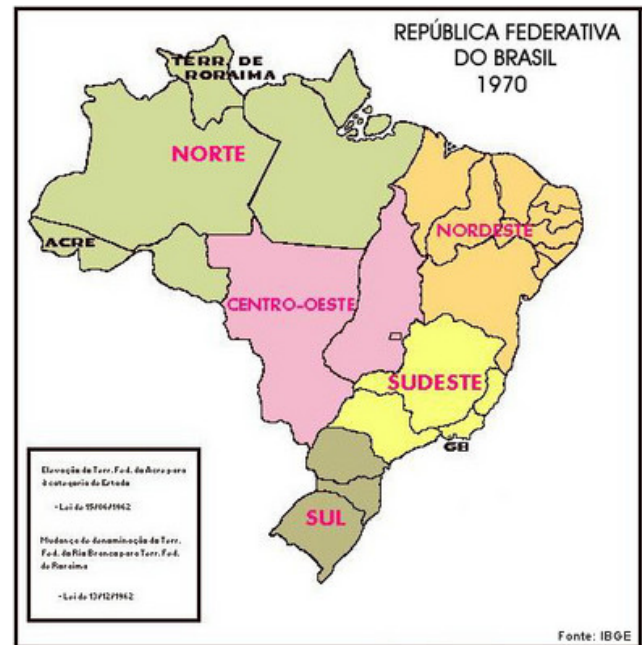 REPÚBLICA FEDERATIVA
DO BRASIL
1970
TERR. DE
RORAIMA
NORTE
ACRE
NORDESTE
CENTRO-OESTE
SUDESTE
GB
SUL
Elevação da Terr. Fed. do Acre para
à categoria de Estado
- Lei de 15/06/1962
Mudança de denominação da Terr.
Fed. do Rio Branco para Terr. Fed.
de Roraima
- Lei de 13/12/1962
Fonte: IBGE